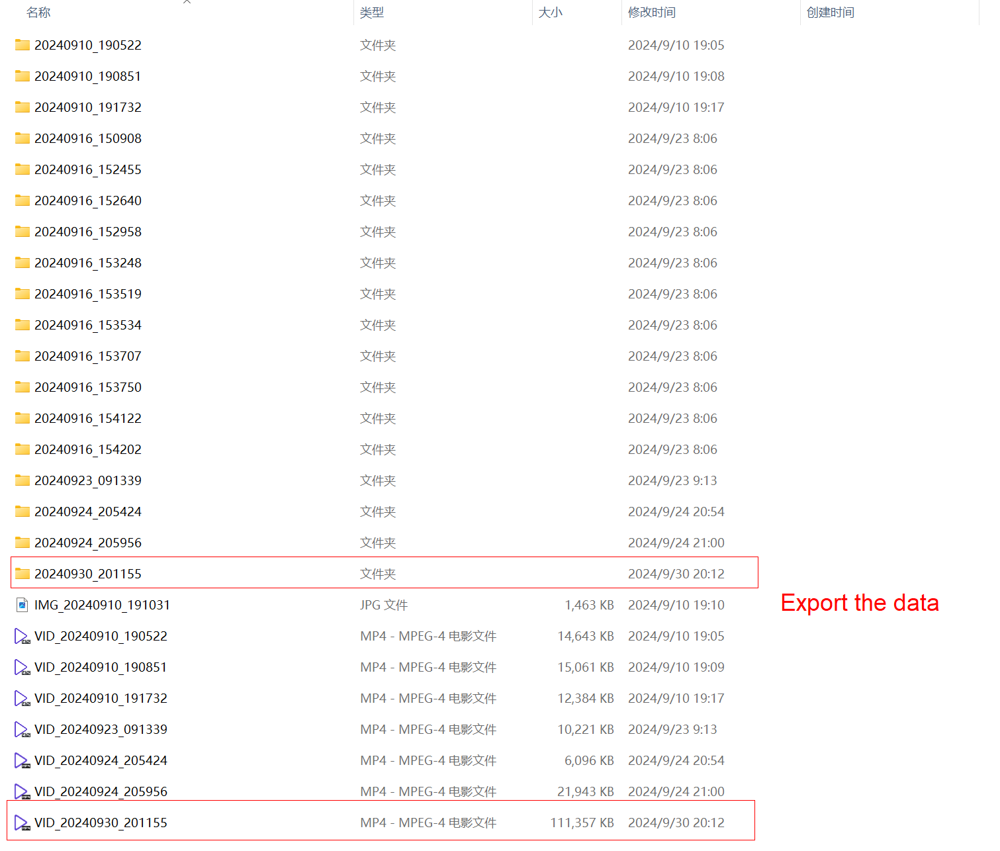 名称 类型 大小 修改时间 创建时间
20240910_190522 文件夹 2024/9/10 19:05
20240910_190851 文件夹 2024/9/10 19:08
20240910_191732 文件夹 2024/9/10 19:17
20240916_150908 文件夹 2024/9/23 8:06
20240916_152455 文件夹 2024/9/23 8:06
20240916_152640 文件夹 2024/9/23 8:06
20240916_152958 文件夹 2024/9/23 8:06
20240916_153248 文件夹 2024/9/23 8:06
20240916_153519 文件夹 2024/9/23 8:06
20240916_153534 文件夹 2024/9/23 8:06
20240916_153707 文件夹 2024/9/23 8:06
20240916_153750 文件夹 2024/9/23 8:06
20240916_154122 文件夹 2024/9/23 8:06
20240916_154202 文件夹 2024/9/23 8:06
20240923_091339 文件夹 2024/9/23 9:13
20240924_205424 文件夹 2024/9/24 20:54
20240924_205956 文件夹 2024/9/24 21:00
20240930_201155 文件夹 2024/9/30 20:12
IMG_20240910_191031 JPG 文件 1,463 KB 2024/9/10 19:10
Export the data
VID_20240910_190522 MP4 - MPEG-4 电影文件 14,643 KB 2024/9/10 19:05
VID_20240910_190851 MP4 - MPEG-4 电影文件 15,061 KB 2024/9/10 19:09
VID_20240910_191732 MP4 - MPEG-4 电影文件 12,384 KB 2024/9/10 19:17
VID_20240923_091339 MP4 - MPEG-4 电影文件 10,221 KB 2024/9/23 9:13
VID_20240924_205424 MP4 - MPEG-4 电影文件 6,096 KB 2024/9/24 20:54
VID_20240924_205956 MP4 - MPEG-4 电影文件 21,943 KB 2024/9/24 21:00
VID_20240930_201155 MP4 - MPEG-4 电影文件 111,357 KB 2024/9/30 20:12